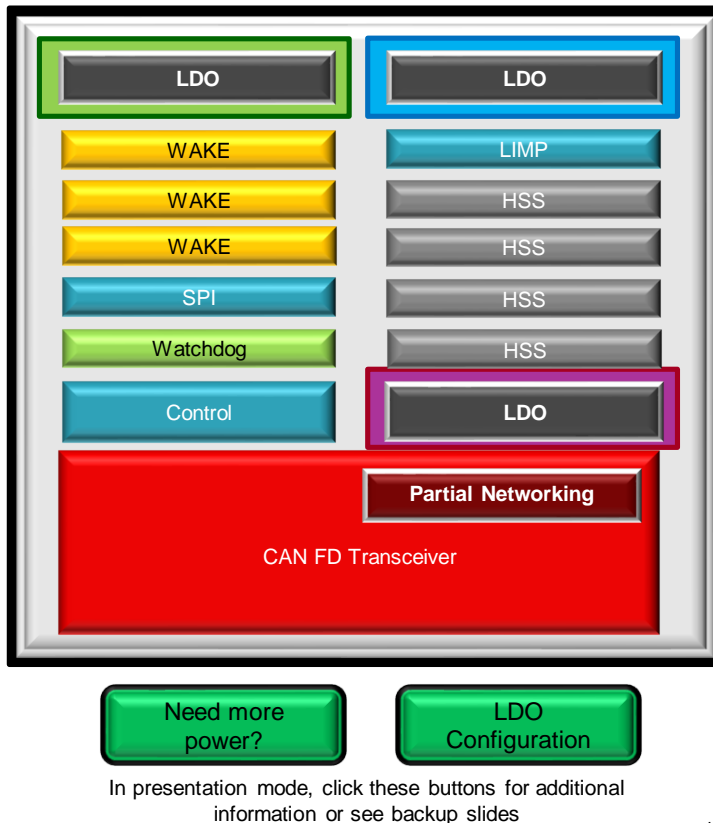 LDO
LDO
WAKE
LIMP
WAKE
HSS
WAKE
HSS
SPI
HSS
Watchdog
HSS
Control
LDO
Partial Networking
CAN FD Transceiver
Need more
power?
LDO
Configuration
In presentation mode, click these buttons for additional
information or see backup slides